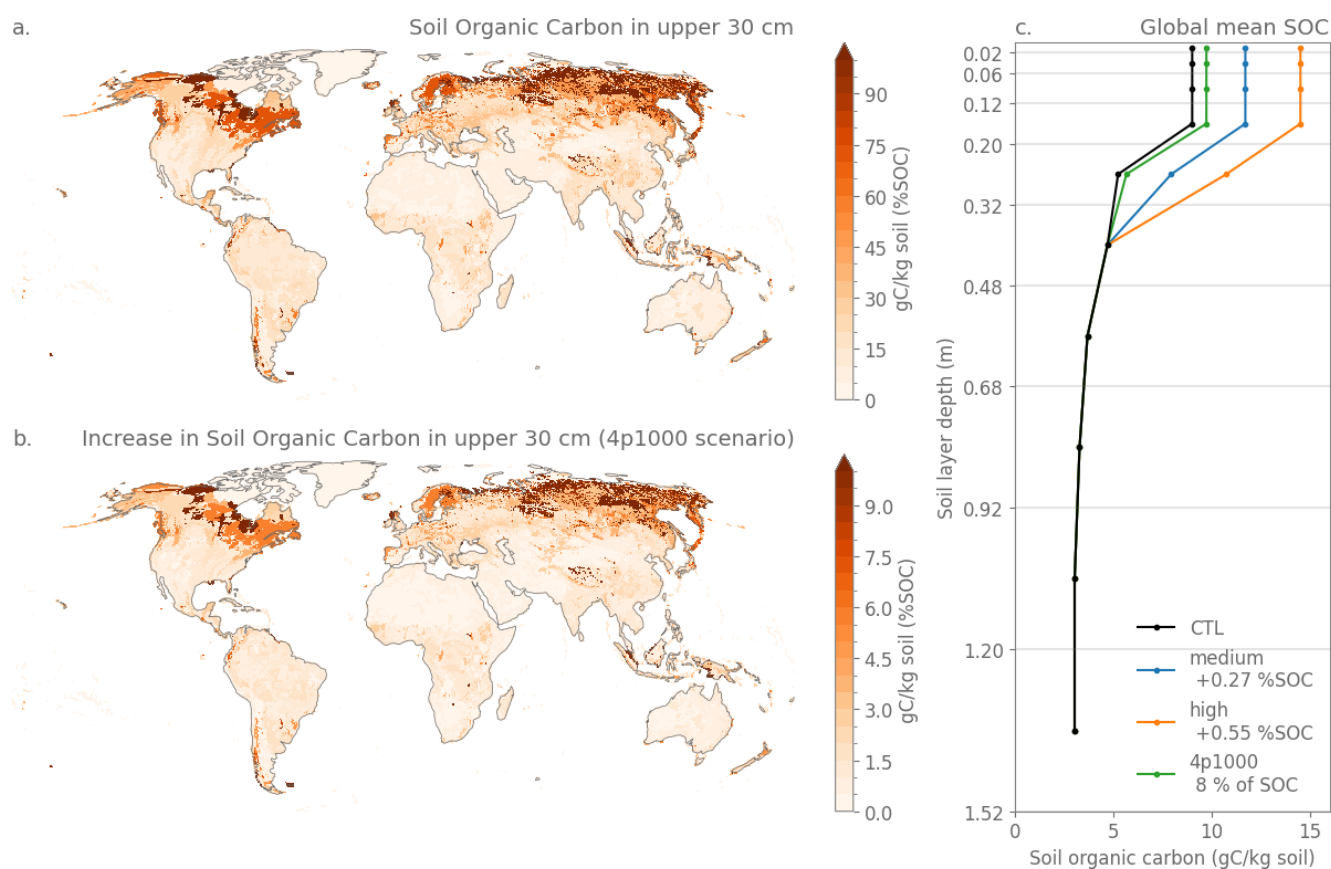 a.
Soil Organic Carbon in upper 30 cm
90
75
60
45
30
15
0
gC/kg soil (%SOC)
b.
Increase in Soil Organic Carbon in upper 30 cm (4p1000 scenario)
9.0
7.5
6.0
4.5
3.0
1.5
0.0
gC/kg soil (%SOC)
c.
Global mean SOC
0.02
0.06
0.12
0.20
0.32
0.48
0.68
0.92
1.20
1.52
Soil layer depth (m)
CTL
medium
+0.27 %SOC
high
+0.55 %SOC
4p1000
8 % of SOC
0
5
10
15
Soil organic carbon (gC/kg soil)